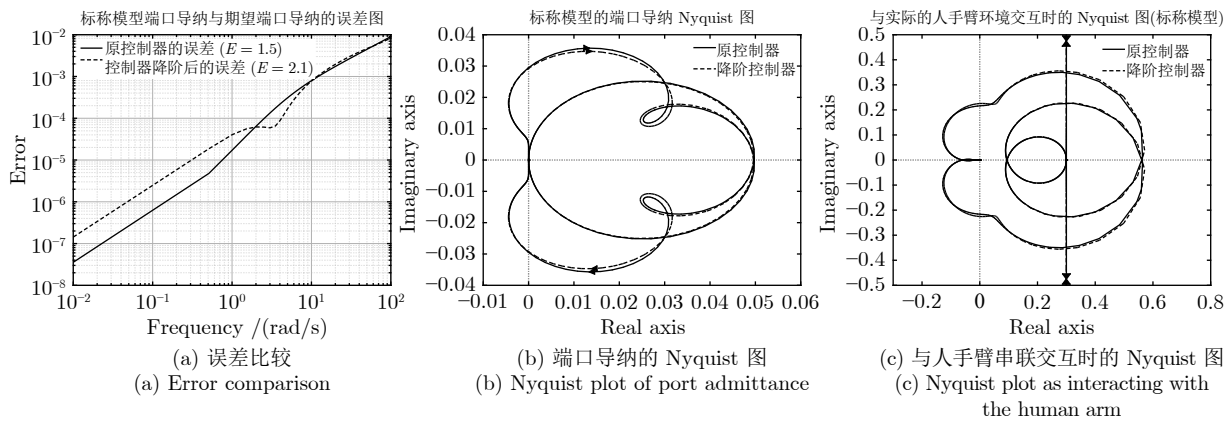 标称模型端口导纳与期望端口导纳的误差图
10⁻²
10⁻³
10⁻⁴
10⁻⁵
10⁻⁶
10⁻⁷
10⁻⁸
Error
原控制器的误差 (E = 1.5)
控制器降阶后的误差 (E = 2.1)
10⁻² 10⁻¹ 10⁰ 10¹ 10²
Frequency /(rad/s)
(a) 误差比较
(a) Error comparison
标称模型的端口导纳 Nyquist 图
0.04
0.03
0.02
0.01
0
−0.01
−0.02
−0.03
−0.04
Imaginary axis
原控制器
降阶控制器
−0.01 0 0.01 0.02 0.03 0.04 0.05 0.06
Real axis
(b) 端口导纳的 Nyquist 图
(b) Nyquist plot of port admittance
与实际的人手臂环境交互时的 Nyquist 图(标称模型)
0.5
0.4
0.3
0.2
0.1
0
−0.1
−0.2
−0.3
−0.4
−0.5
Imaginary axis
原控制器
降阶控制器
−0.2 0 0.2 0.4 0.6 0.8
Real axis
(c) 与人手臂串联交互时的 Nyquist 图
(c) Nyquist plot as interacting with
the human arm